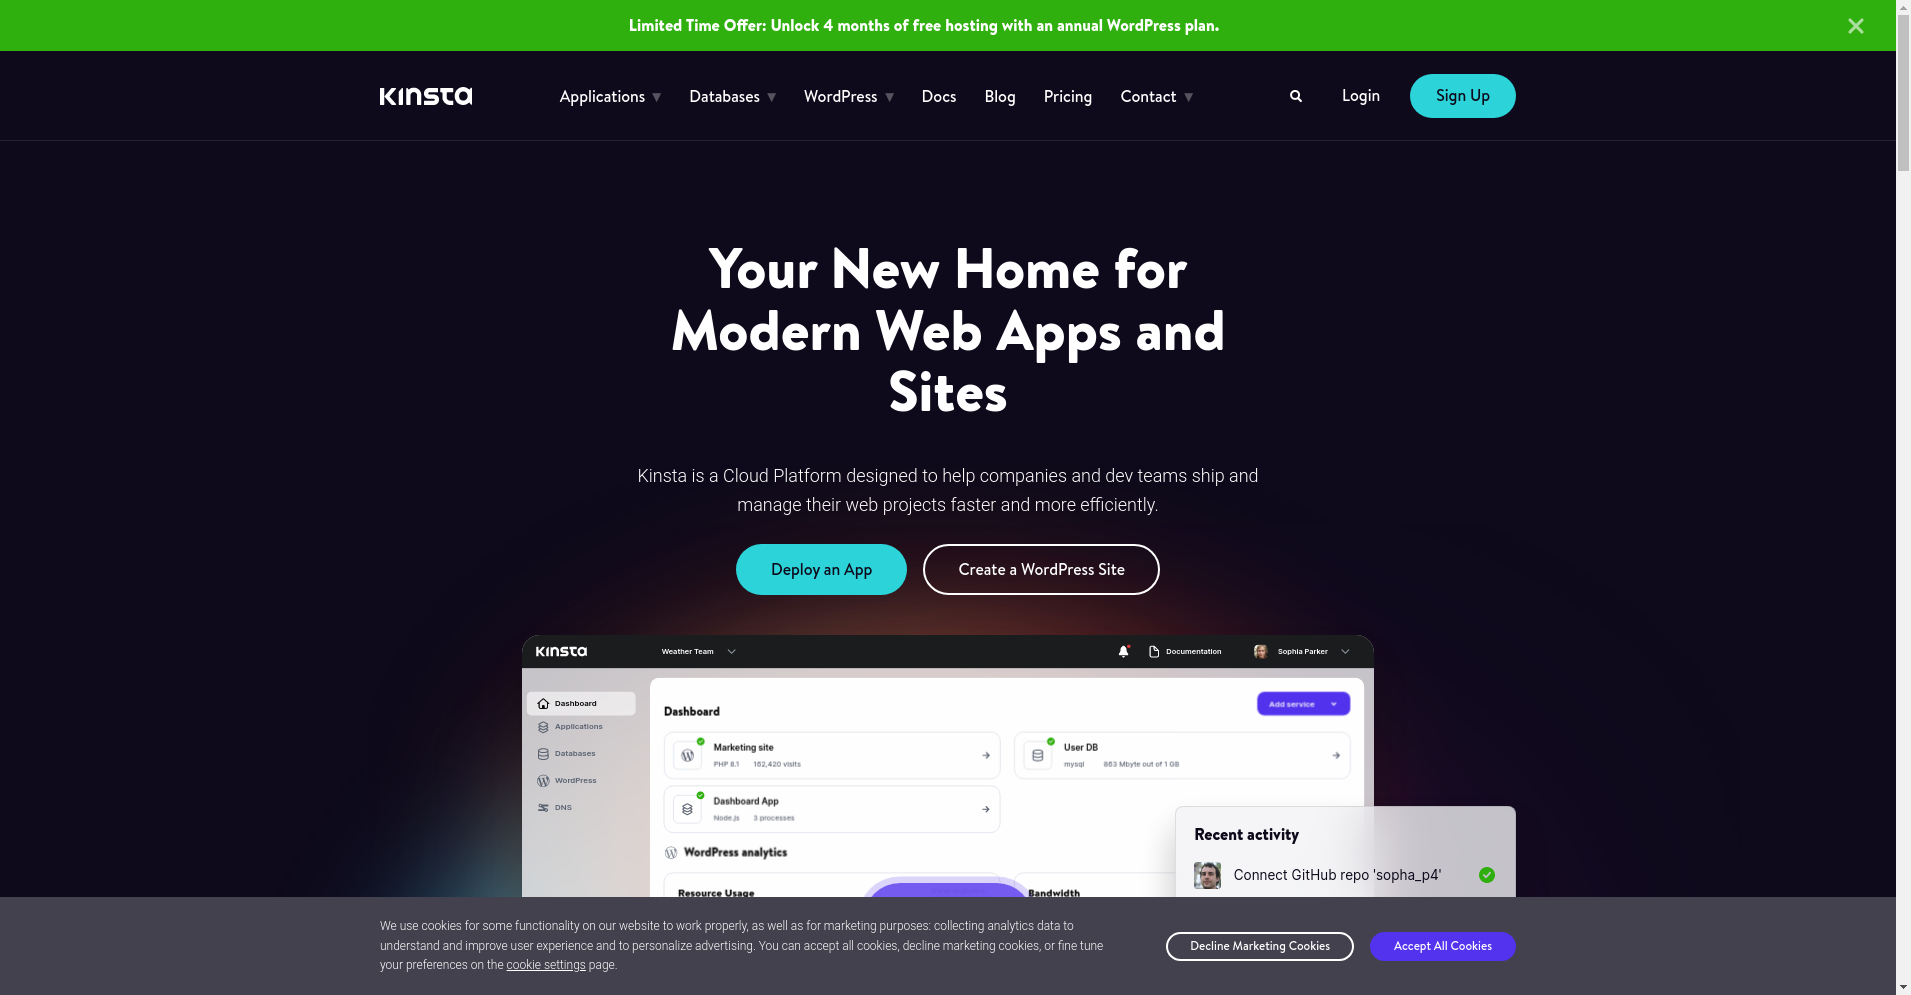 Limited Time Offer: Unlock 4 months of free hosting with an annual WordPress plan.
KINSTA
Applications ▾ Databases ▾ WordPress ▾ Docs Blog Pricing Contact ▾ Login Sign Up
Your New Home for
Modern Web Apps and
Sites
Kinsta is a Cloud Platform designed to help companies and dev teams ship and
manage their web projects faster and more efficiently.
Deploy an App Create a WordPress Site
KINSTA Weather Team Documentation Sophia Parker
Dashboard
Applications
Databases
WordPress
DNS
Dashboard Add service
Marketing site
PHP 8.1 162,420 visits
User DB
mysql 863 Mbyte out of 1 GB
Dashboard App
Node.js 3 processes
WordPress analytics
Resource Usage Bandwidth
Recent activity
Connect GitHub repo 'sopha_p4'
We use cookies for some functionality on our website to work properly, as well as for marketing purposes: collecting analytics data to
understand and improve user experience and to personalize advertising. You can accept all cookies, decline marketing cookies, or fine tune
your preferences on the cookie settings page.
Decline Marketing Cookies Accept All Cookies